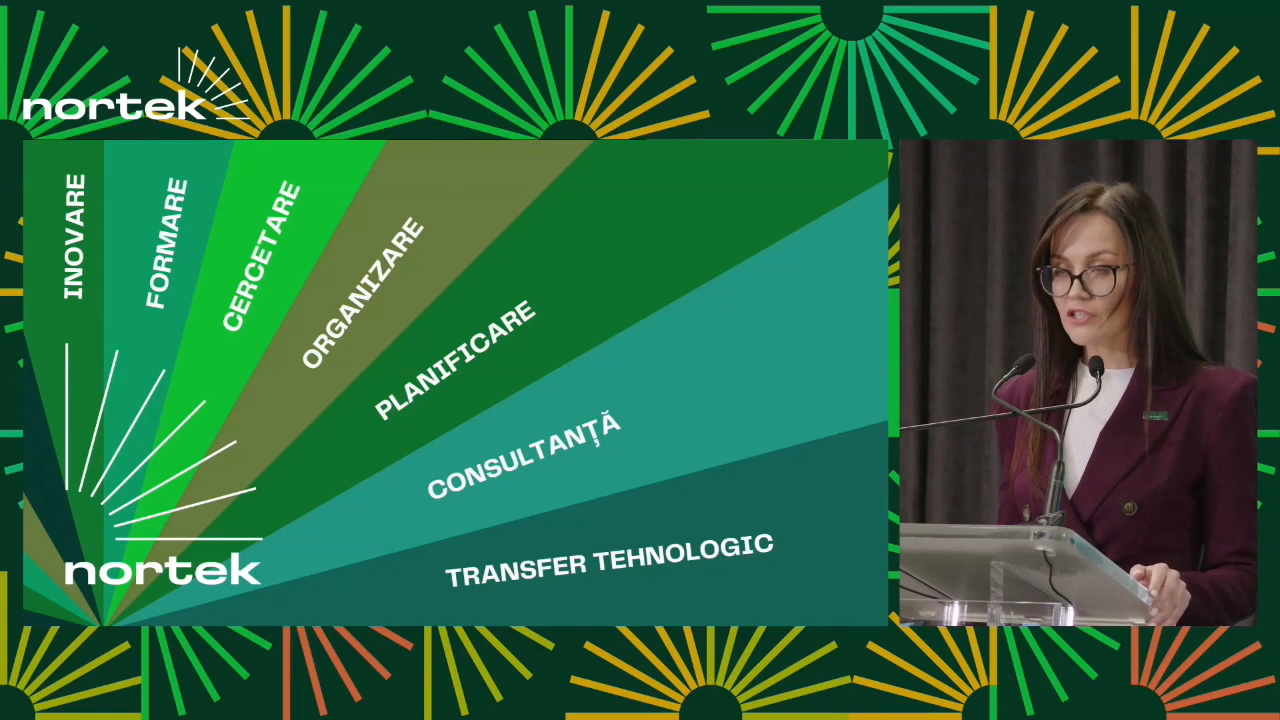 nortek
INOVARE
FORMARE
CERCETARE
ORGANIZARE
PLANIFICARE
CONSULTANȚĂ
TRANSFER TEHNOLOGIC
nortek